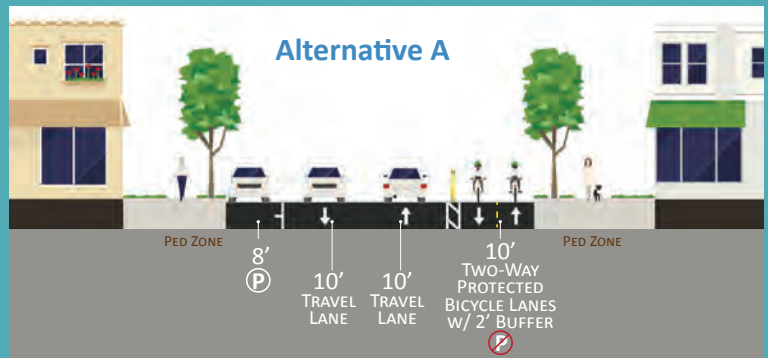 Alternative A
PED ZONE
8’
P
10’
TRAVEL
LANE
10’
TRAVEL
LANE
10’
TWO-WAY
PROTECTED
BICYCLE LANES
W/ 2’ BUFFER
P
PED ZONE